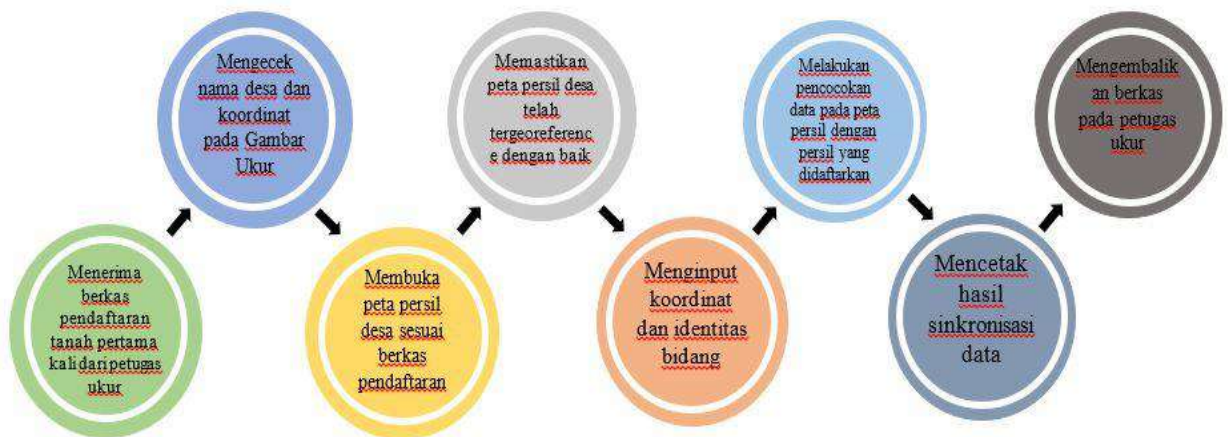 Menerima
berkas
pendaftaran
tanah pertama
kali dari petugas
ukur
Mengecek
nama desa dan
koordinat
pada Gambar
Ukur
Membuka
peta persil
desa sesuai
berkas
pendaftaran
Memastikan
peta persil desa
telah
tergeoreferenc
e dengan baik
Menginput
koordinat
dan identitas
bidang
Melakukan
pencocokan
data pada peta
persil dengan
persil yang
didaftarkan
Mencetak
hasil
sinkronisasi
data
Mengembalik
an berkas
pada petugas
ukur